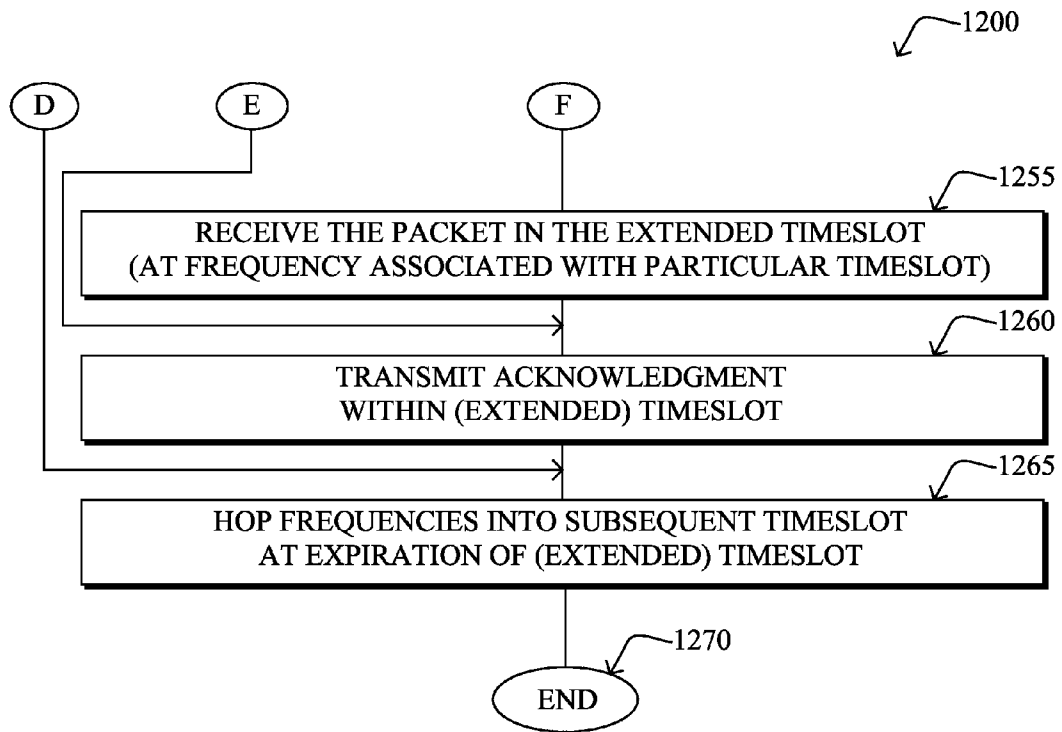 1200
D
E
F
1255
RECEIVE THE PACKET IN THE EXTENDED TIMESLOT
(AT FREQUENCY ASSOCIATED WITH PARTICULAR TIMESLOT)
1260
TRANSMIT ACKNOWLEDGMENT
WITHIN (EXTENDED) TIMESLOT
1265
HOP FREQUENCIES INTO SUBSEQUENT TIMESLOT
AT EXPIRATION OF (EXTENDED) TIMESLOT
1270
END